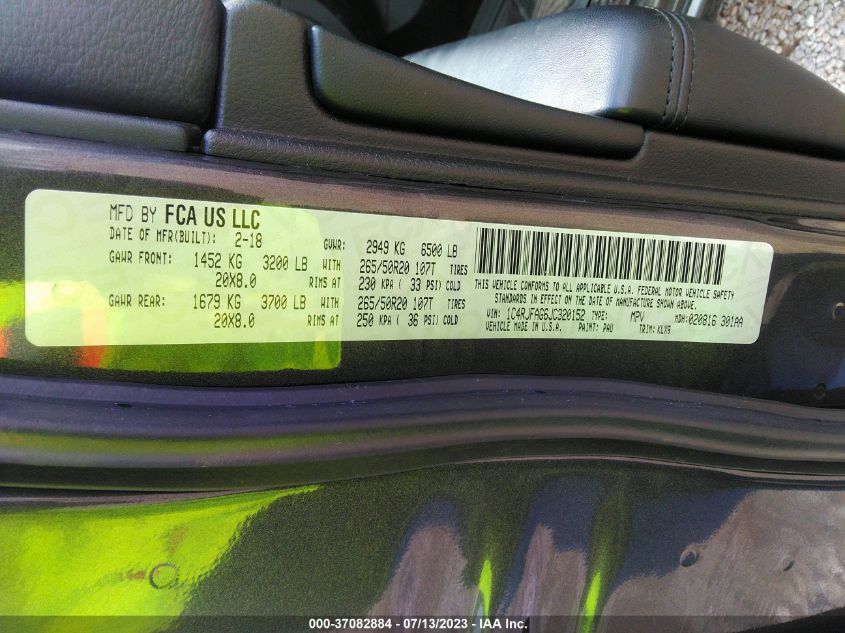 MFD BY FCA US LLC
DATE OF MFR(BUILT): 2-18 GVWR: 2949 KG 6500 LB
GAWR FRONT: 1452 KG 3200 LB WITH 265/50R20 107T TIRES
20X8.0 RIMS AT 230 KPA ( 33 PSI) COLD
GAWR REAR: 1679 KG 3700 LB WITH 265/50R20 107T TIRES
20X8.0 RIMS AT 250 KPA ( 36 PSI) COLD
THIS VEHICLE CONFORMS TO ALL APPLICABLE U.S.A. FEDERAL MOTOR VEHICLE SAFETY
STANDARDS IN EFFECT ON THE DATE OF MANUFACTURE SHOWN ABOVE.
VIN: 1C4RJFAG6JC320152 TYPE: MPV MDH: 020816 301AA
VEHICLE MADE IN U.S.A. PAINT: PAU TRIM: KLX9
000-37082884 / 07/13/2023 - IAA Inc.